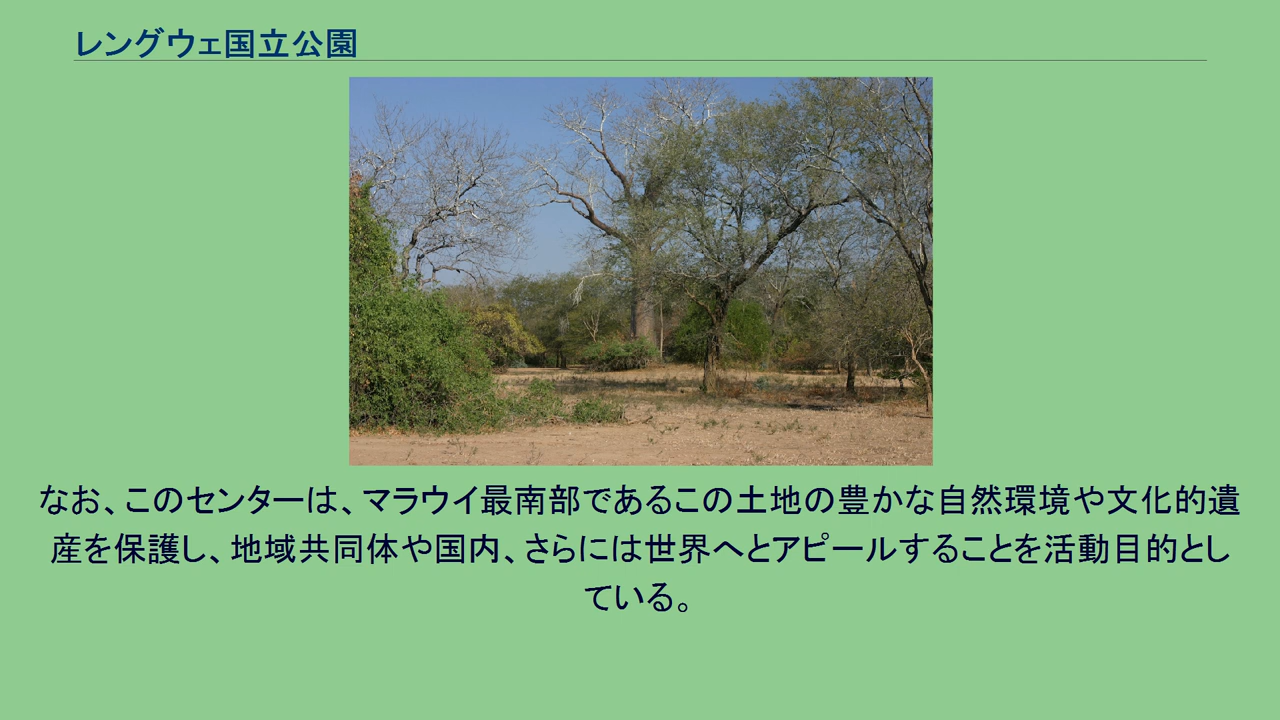 レングウェ国立公園
なお、このセンターは、マラウイ最南部であるこの土地の豊かな自然環境や文化的遺
産を保護し、地域共同体や国内、さらには世界へとアピールすることを活動目的とし
ている。